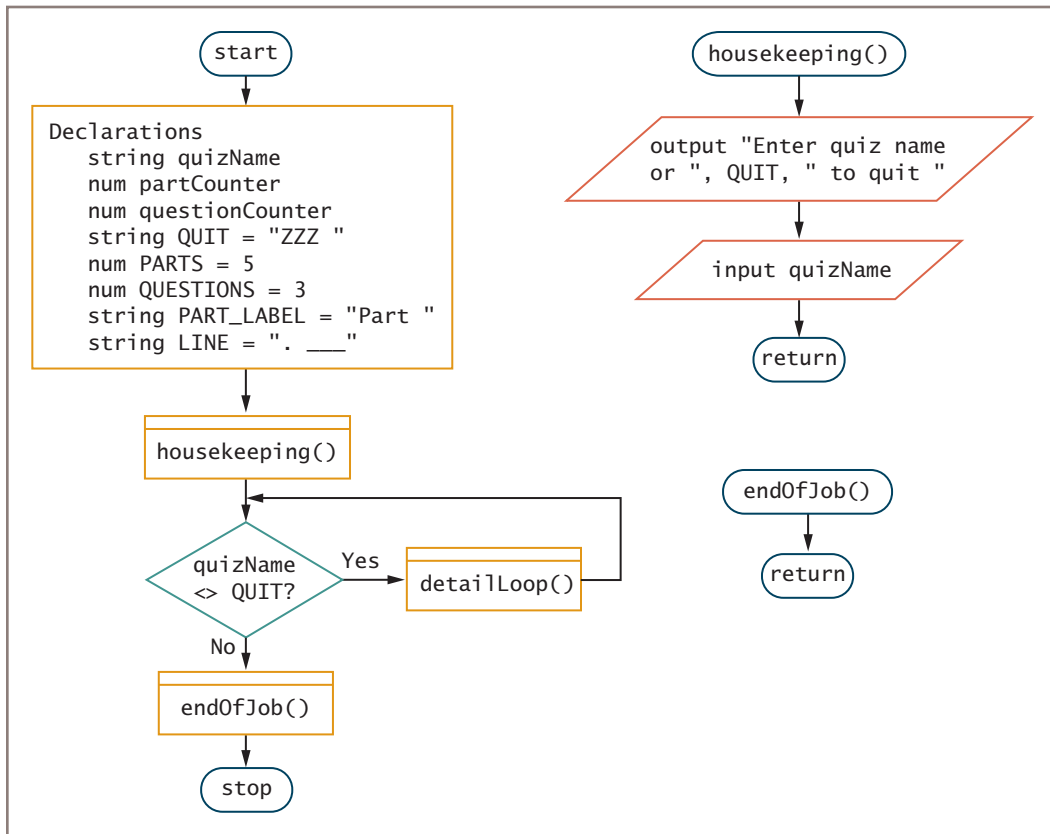 start
Declarations
string quizName
num partCounter
num questionCounter
string QUIT = "ZZZ "
num PARTS = 5
num QUESTIONS = 3
string PART_LABEL = "Part "
string LINE = ". ___"
housekeeping()
quizName
<> QUIT?
Yes
detailLoop()
No
endOfJob()
stop
housekeeping()
output "Enter quiz name
or ", QUIT, " to quit "
input quizName
return
endOfJob()
return